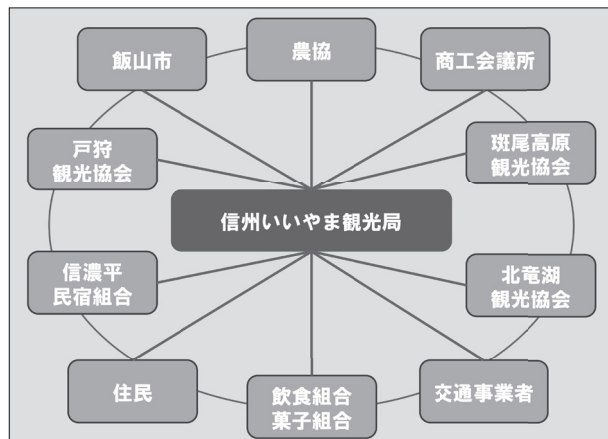 飯山市
農協
商工会議所
戸狩
観光協会
斑尾高原
観光協会
信州いいやま観光局
信濃平
民宿組合
北竜湖
観光協会
住民
飲食組合
菓子組合
交通事業者